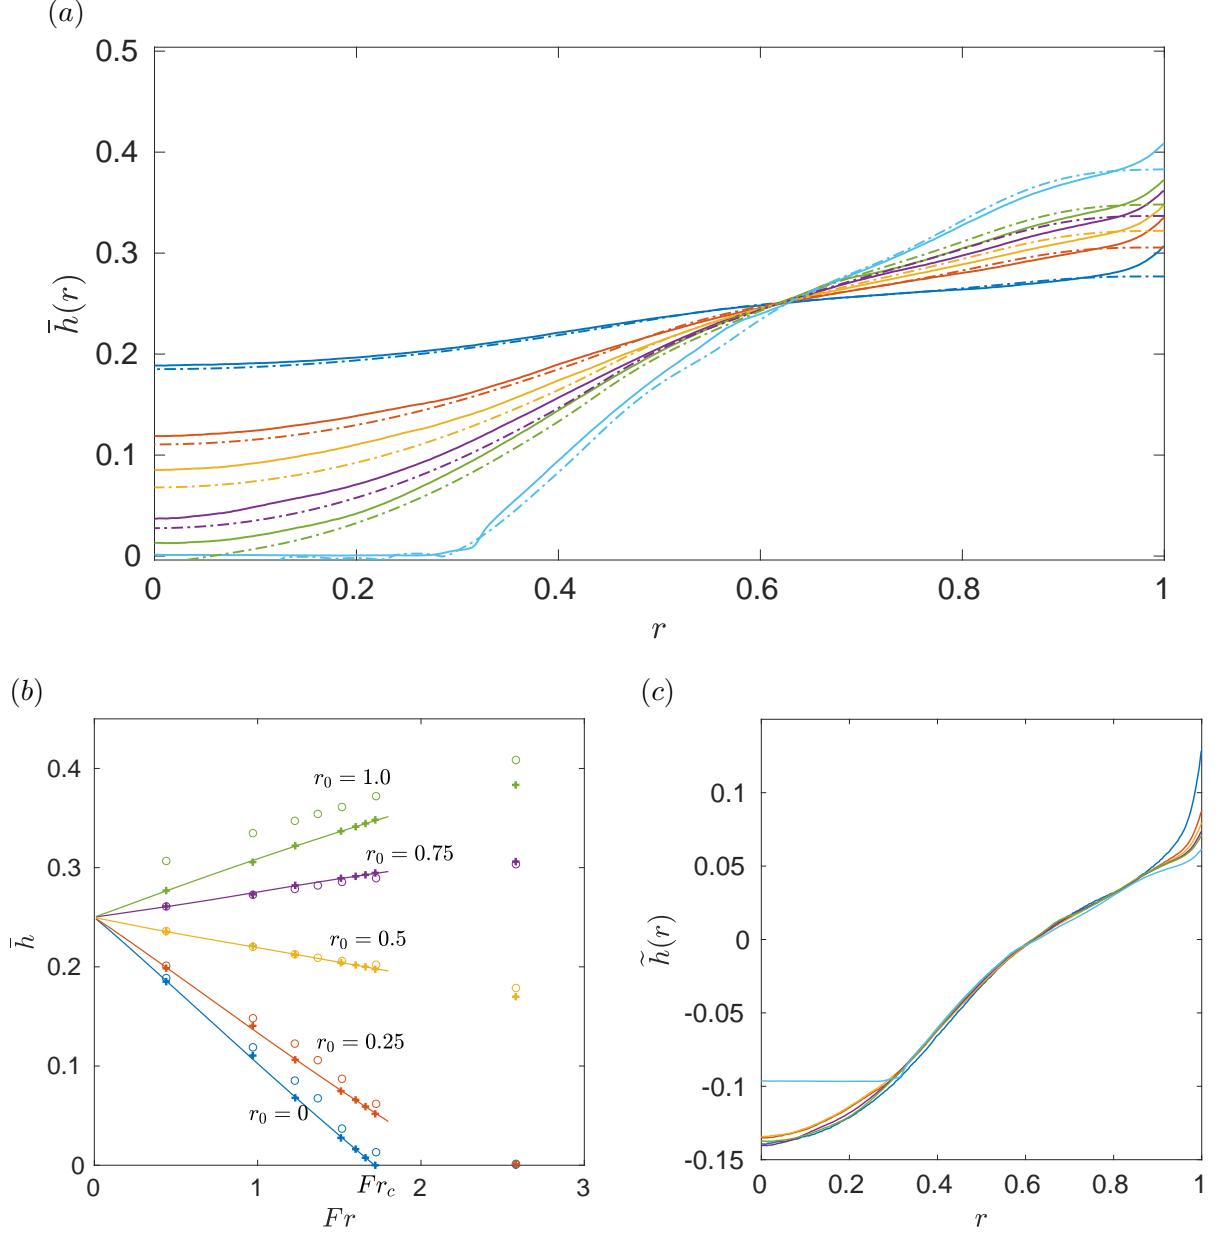 (a)
0.5
0.4
0.3
0.2
0.1
0
h̄(r)
0 0.2 0.4 0.6 0.8 1
r
(b)
0.4
0.3
0.2
0.1
0
h̄
r₀ = 1.0
r₀ = 0.75
r₀ = 0.5
r₀ = 0.25
r₀ = 0
0 1 Fr_c 2 3
Fr
(c)
0.1
0.05
0
-0.05
-0.1
-0.15
h̃(r)
0 0.2 0.4 0.6 0.8 1
r